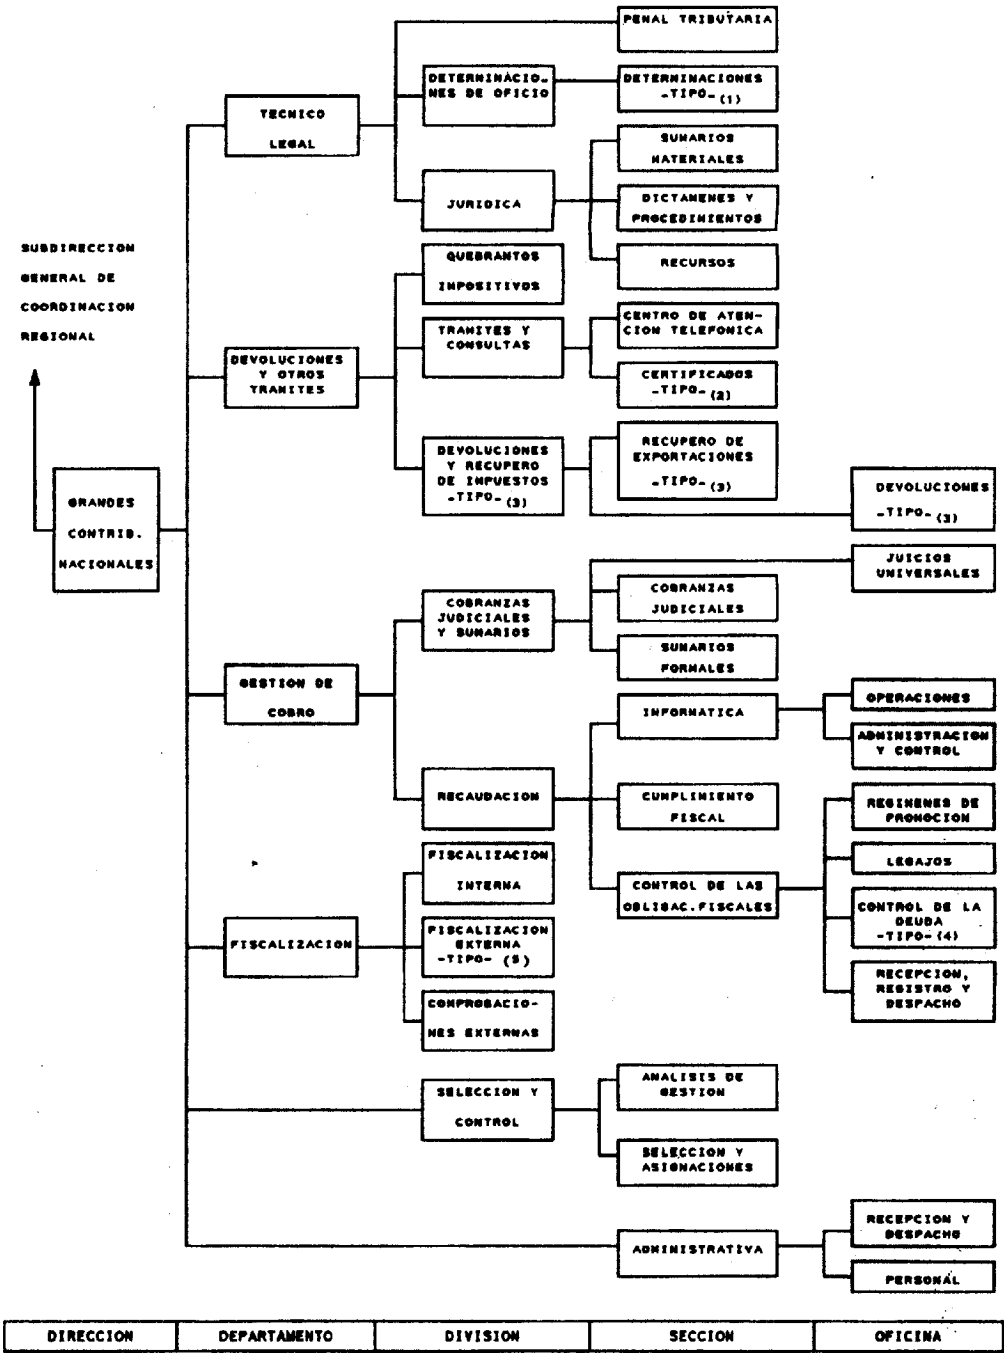 PENAL TRIBUTARIA
DETERMINACIO-
NES DE OFICIO
DETERMINACIONES
-TIPO- (1)
TECNICO
LEGAL
SUMARIOS
MATERIALES
JURIDICA
DICTAMENES Y
PROCEDIMIENTOS
RECURSOS
SUBDIRECCION
GENERAL DE
COORDINACION
REGIONAL
QUEBRANTOS
IMPOSITIVOS
TRAMITES Y
CONSULTAS
CENTRO DE ATEN-
CION TELEFONICA
DEVOLUCIONES
Y OTROS
TRAMITES
CERTIFICADOS
-TIPO- (2)
DEVOLUCIONES
Y RECUPERO
DE IMPUESTOS
-TIPO- (3)
RECUPERO DE
EXPORTACIONES
-TIPO- (3)
DEVOLUCIONES
-TIPO- (3)
GRANDES
CONTRIB.
NACIONALES
JUICIOS
UNIVERSALES
COBRANZAS
JUDICIALES
Y SUMARIOS
COBRANZAS
JUDICIALES
SUMARIOS
FORMALES
GESTION DE
COBRO
INFORMATICA
OPERACIONES
ADMINISTRACION
Y CONTROL
RECAUDACION
CUMPLIMIENTO
FISCAL
REGIMENES DE
PROMOCION
FISCALIZACION
INTERNA
CONTROL DE LAS
OBLIGAC.FISCALES
LEGAJOS
CONTROL DE LA
DEUDA
-TIPO- (4)
FISCALIZACION
FISCALIZACION
EXTERNA
-TIPO- (5)
RECEPCION,
REGISTRO Y
DESPACHO
COMPROBACIO-
NES EXTERNAS
SELECCION Y
CONTROL
ANALISIS DE
GESTION
SELECCION Y
ASIGNACIONES
ADMINISTRATIVA
RECEPCION Y
DESPACHO
PERSONAL
DIRECCION DEPARTAMENTO DIVISION SECCION OFICINA